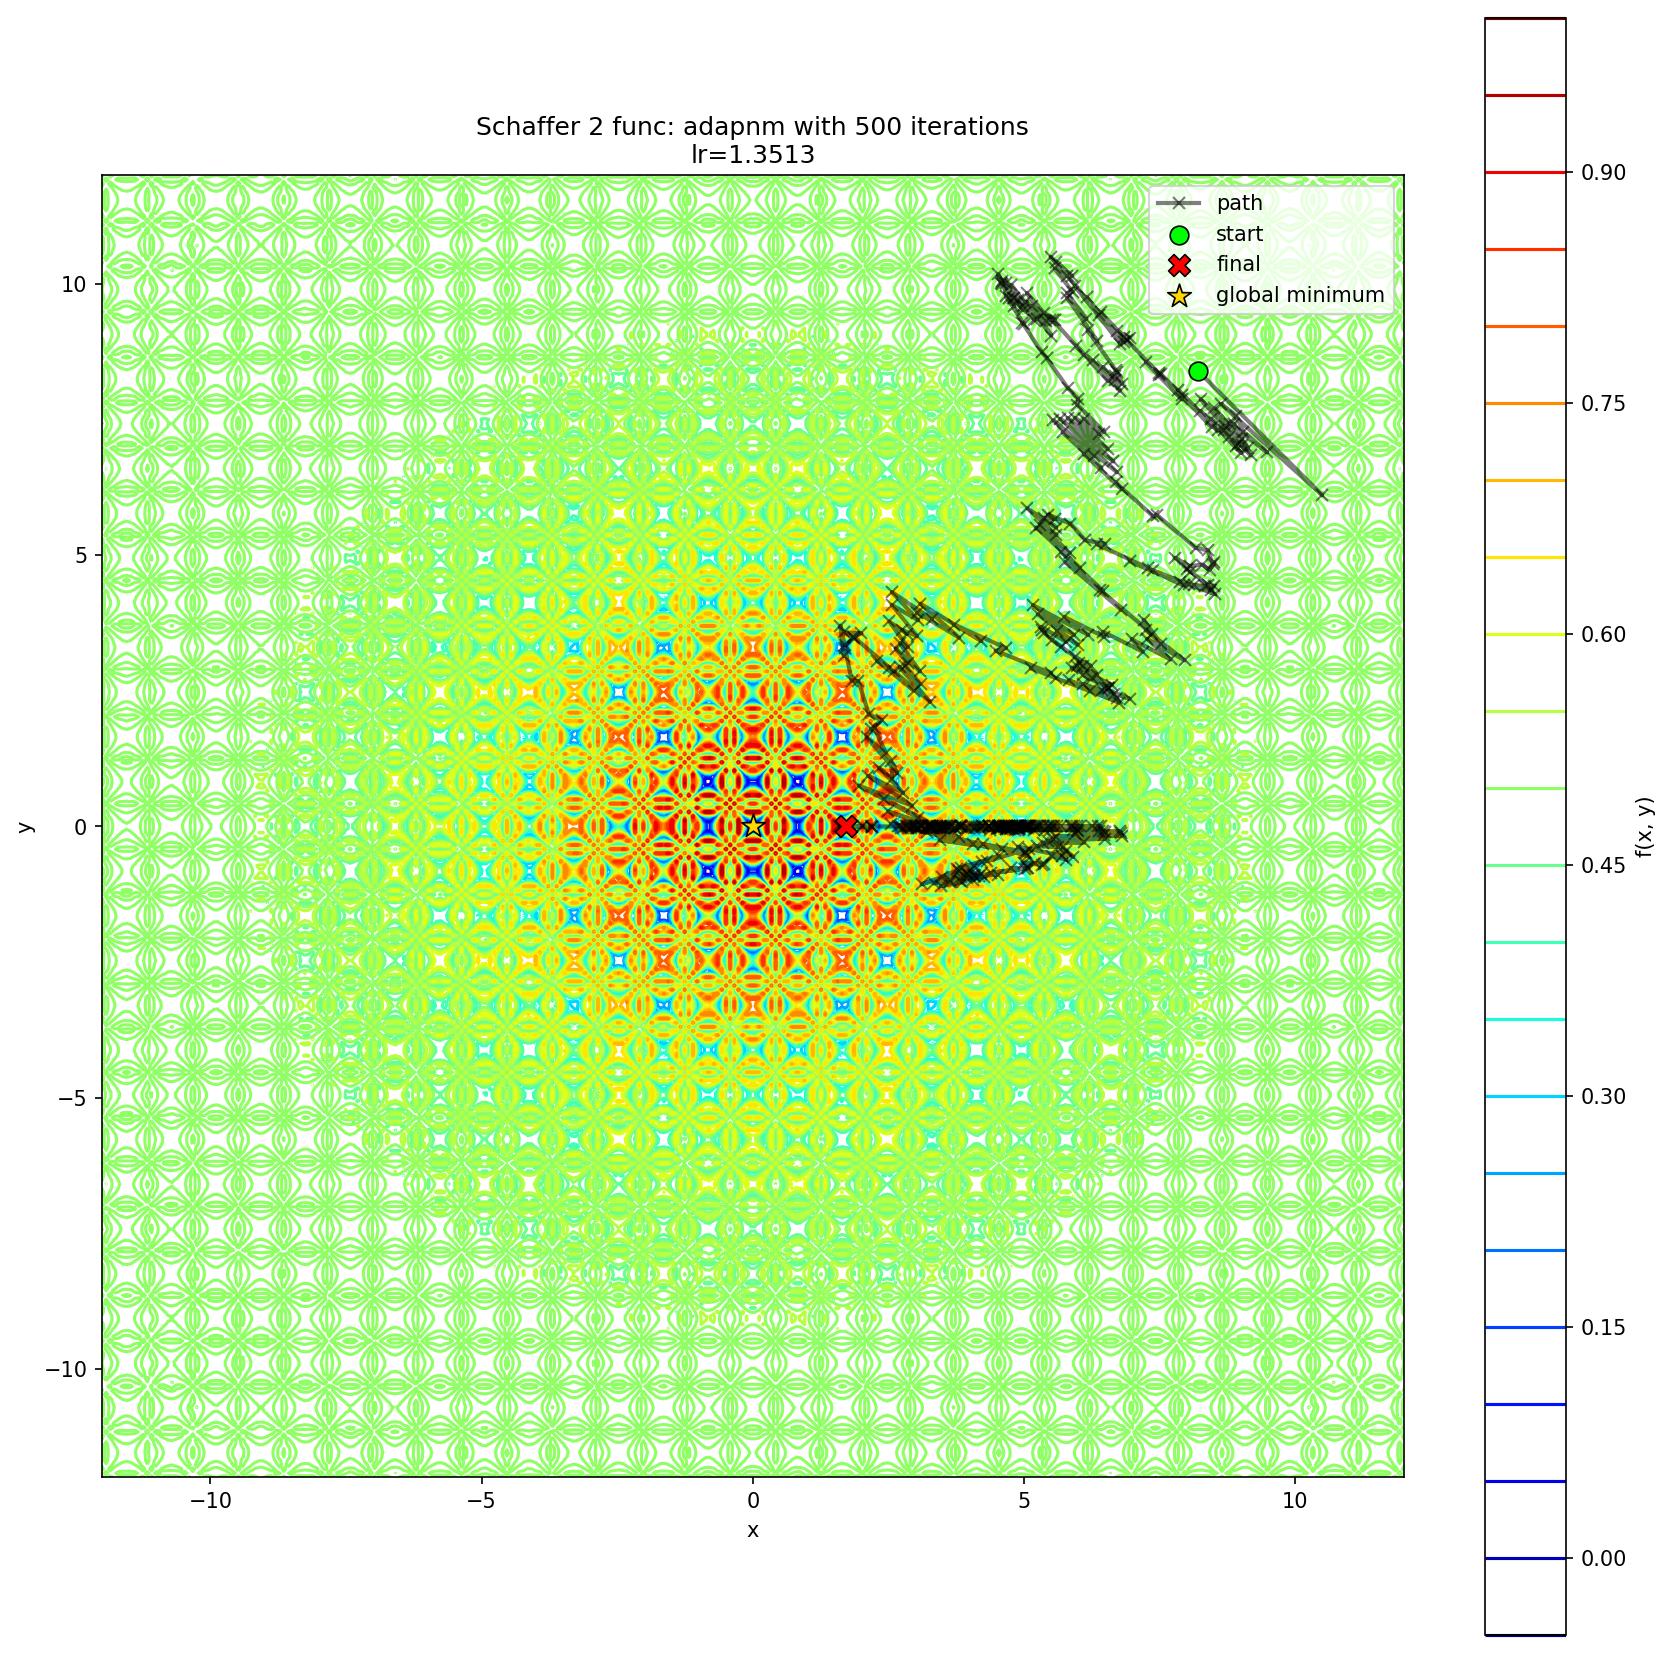 Schaffer 2 func: adapnm with 500 iterations
lr=1.3513
path
start
final
global minimum
10
5
0
−5
−10
y
−10
−5
0
5
10
x
0.90
0.75
0.60
0.45
0.30
0.15
0.00
f(x, y)